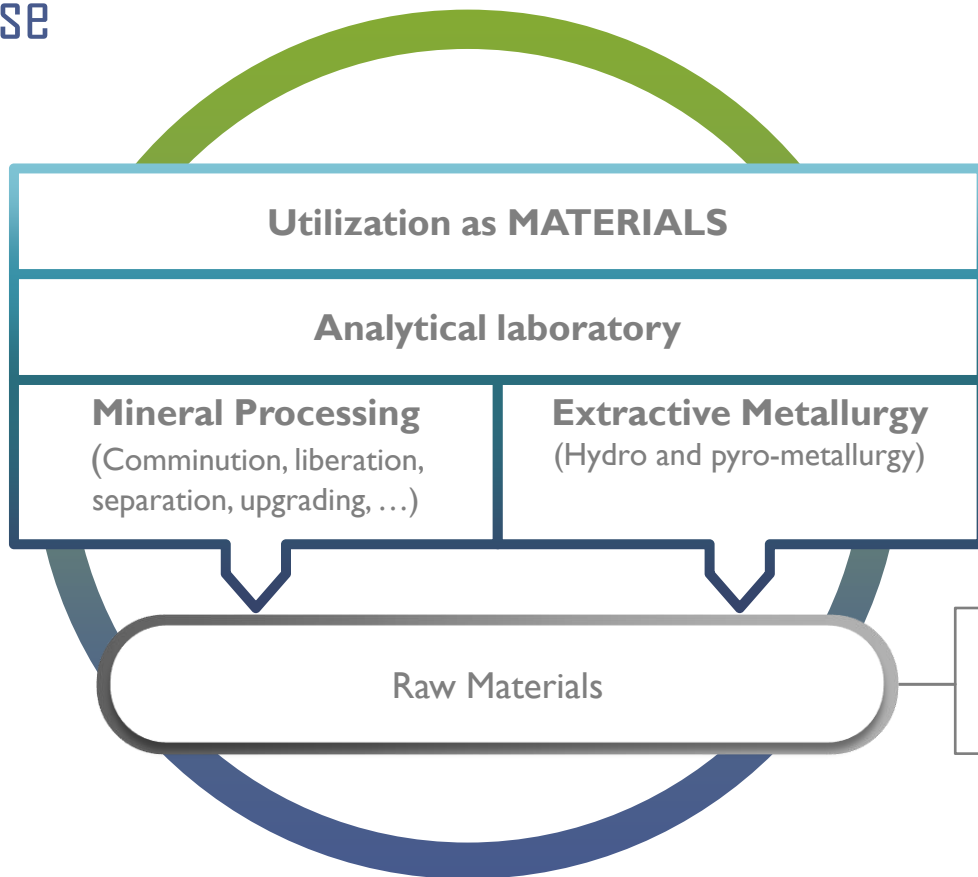 se
Utilization as MATERIALS
Analytical laboratory
Mineral Processing
(Comminution, liberation,
separation, upgrading, …)
Extractive Metallurgy
(Hydro and pyro-metallurgy)
Raw Materials